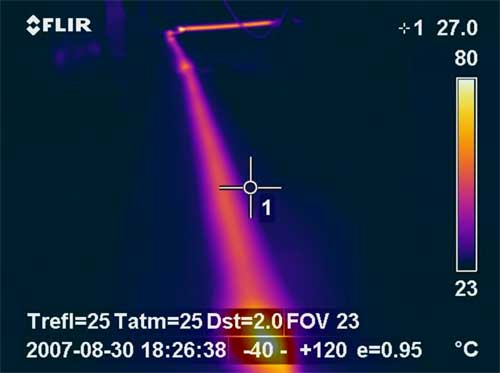 FLIR
1 27.0
80
1
23
Trefl=25 Tatm=25 Dst=2.0 FOV 23
2007-08-30 18:26:38 -40 - +120 e=0.95 °C